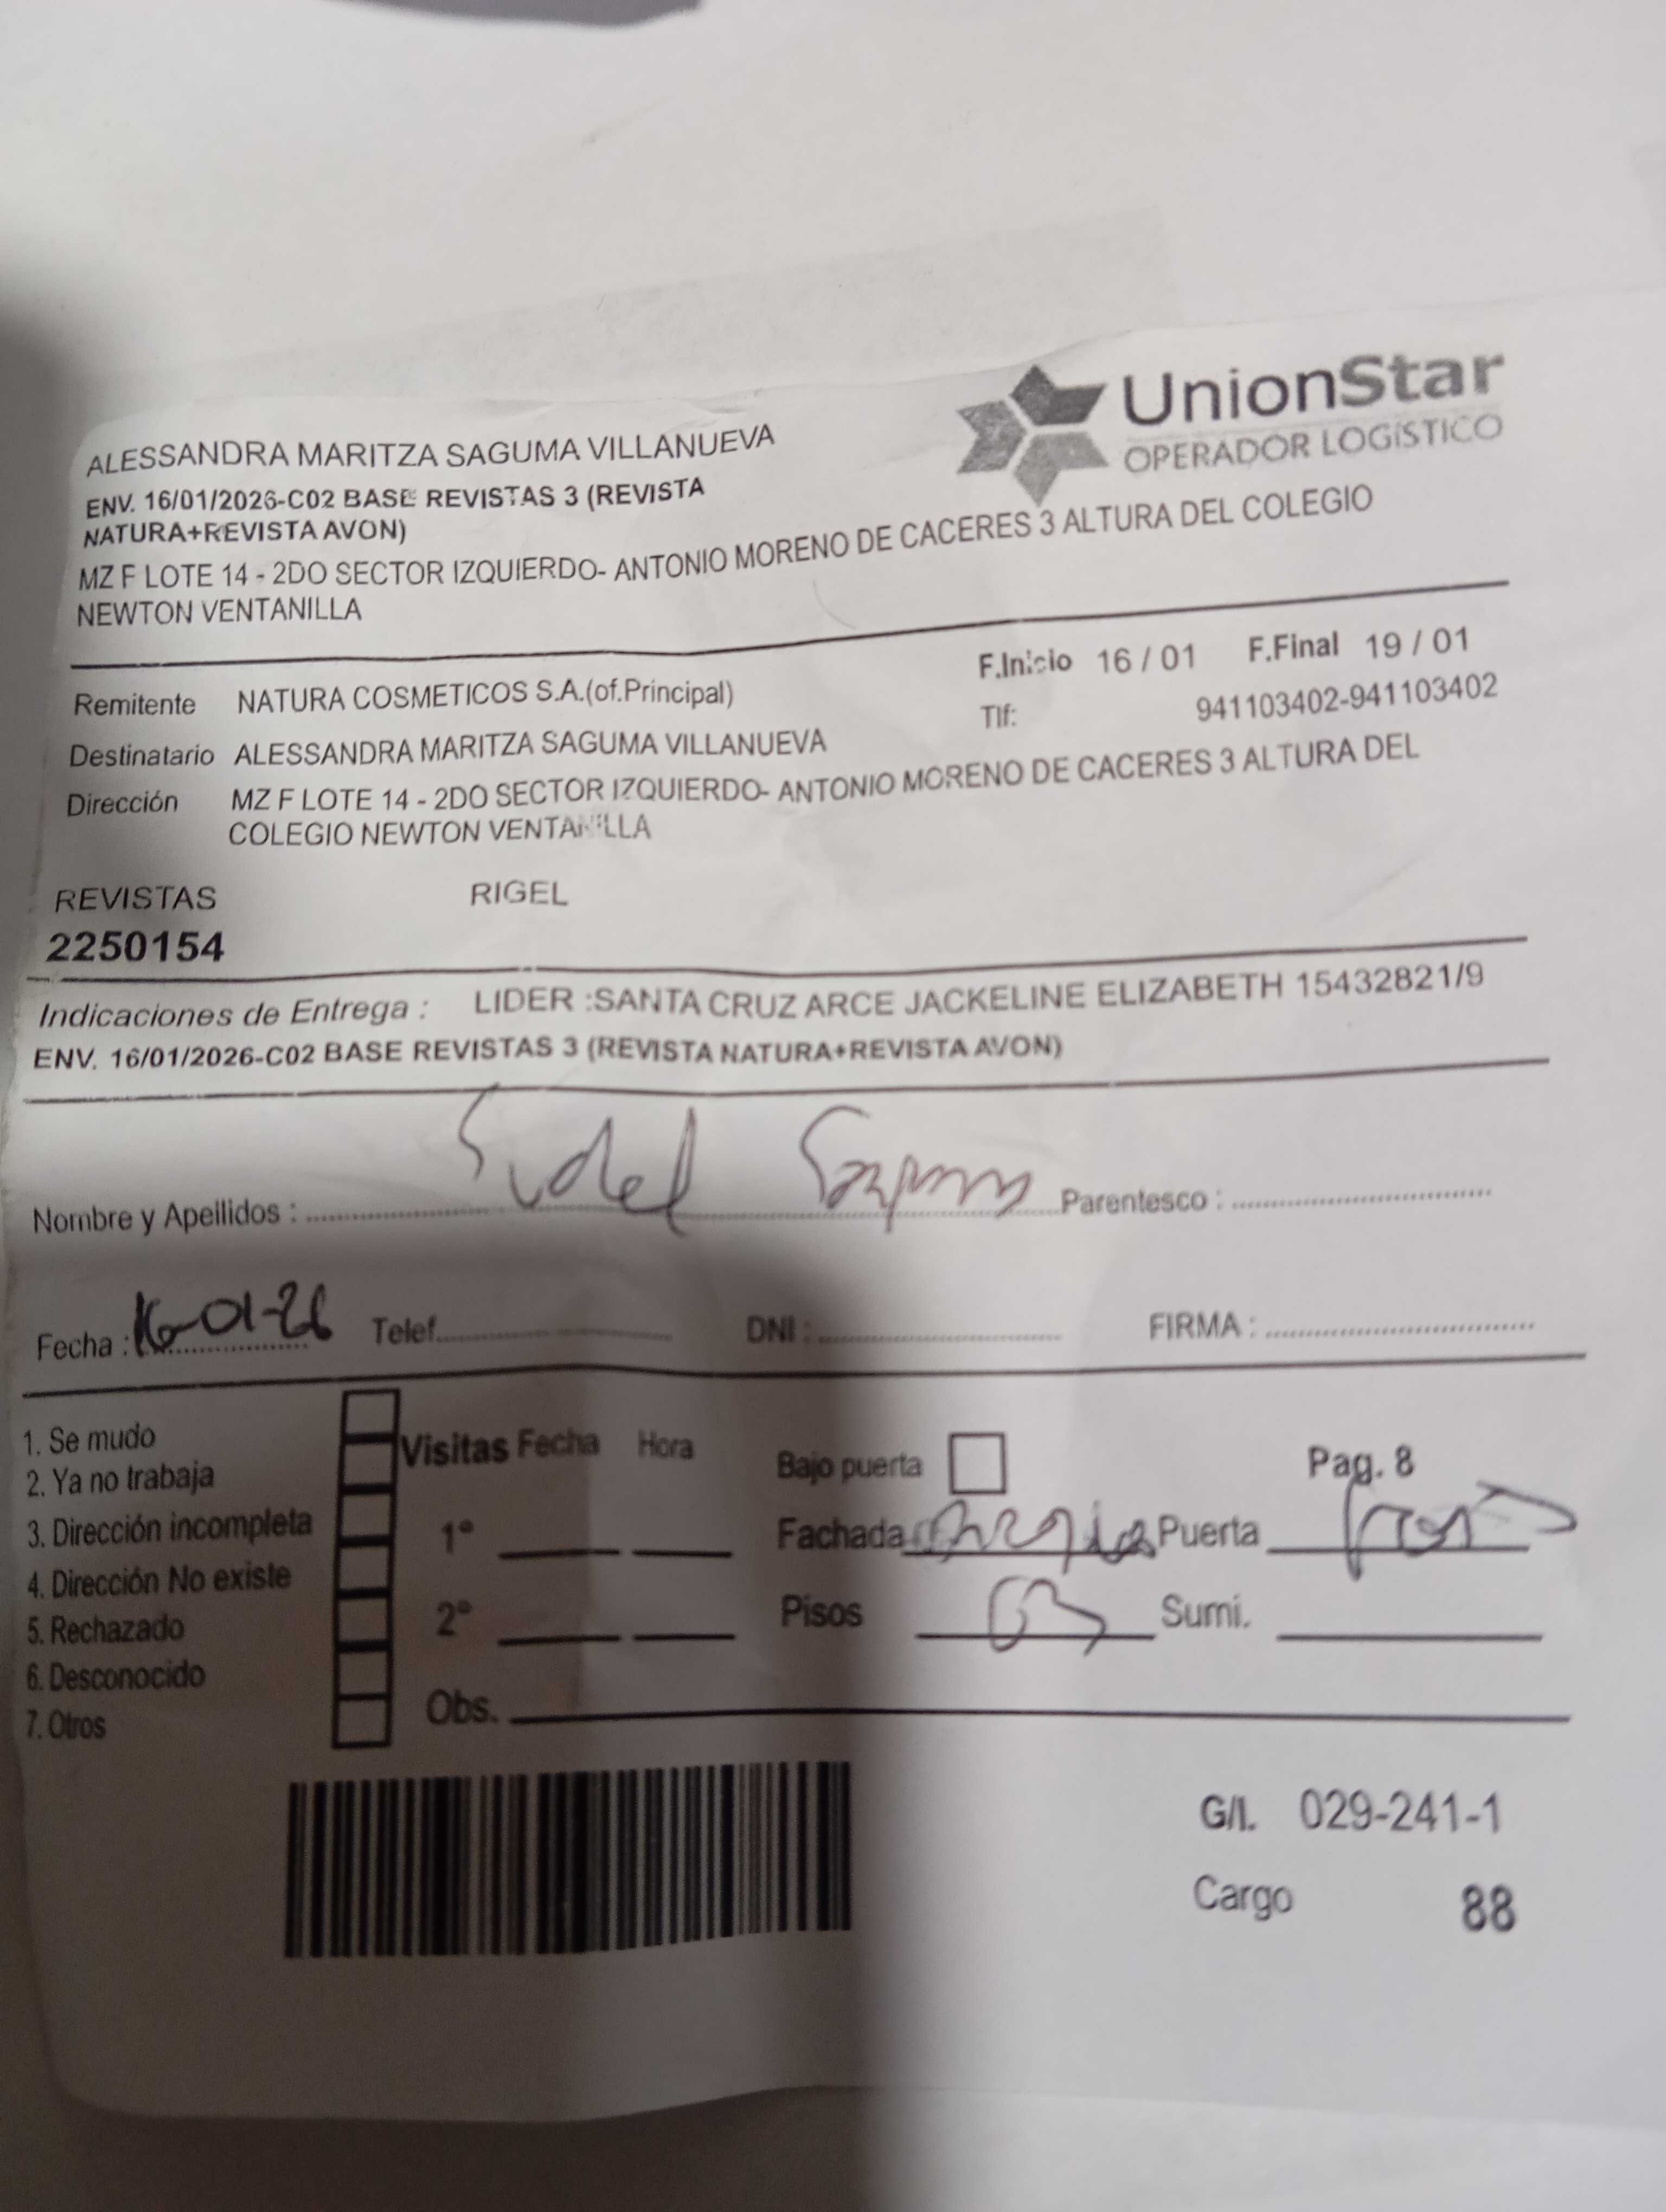 UnionStar
OPERADOR LOGÍSTICO
ALESSANDRA MARITZA SAGUMA VILLANUEVA
ENV. 16/01/2026-C02 BASE REVISTAS 3 (REVISTA
NATURA+REVISTA AVON)
MZ F LOTE 14 - 2DO SECTOR IZQUIERDO- ANTONIO MORENO DE CACERES 3 ALTURA DEL COLEGIO
NEWTON VENTANILLA
F.Inicio 16 / 01 F.Final 19 / 01
Remitente NATURA COSMETICOS S.A.(of.Principal)
Tlf: 941103402-941103402
Destinatario ALESSANDRA MARITZA SAGUMA VILLANUEVA
Dirección MZ F LOTE 14 - 2DO SECTOR IZQUIERDO- ANTONIO MORENO DE CACERES 3 ALTURA DEL
COLEGIO NEWTON VENTANILLA
REVISTAS RIGEL
2250154
Indicaciones de Entrega : LIDER :SANTA CRUZ ARCE JACKELINE ELIZABETH 15432821/9
ENV. 16/01/2026-C02 BASE REVISTAS 3 (REVISTA NATURA+REVISTA AVON)
Nombre y Apellidos : Parentesco :
Fecha : 16-01-26 Telef. DNI : FIRMA :
1. Se mudo
2. Ya no trabaja
3. Dirección incompleta
4. Dirección No existe
5. Rechazado
6. Desconocido
7. Otros
Visitas Fecha Hora
1°
2°
Obs.
Bajo puerta Pag. 8
Fachada Puerta
Pisos 03 Sumi.
G/I. 029-241-1
Cargo 88